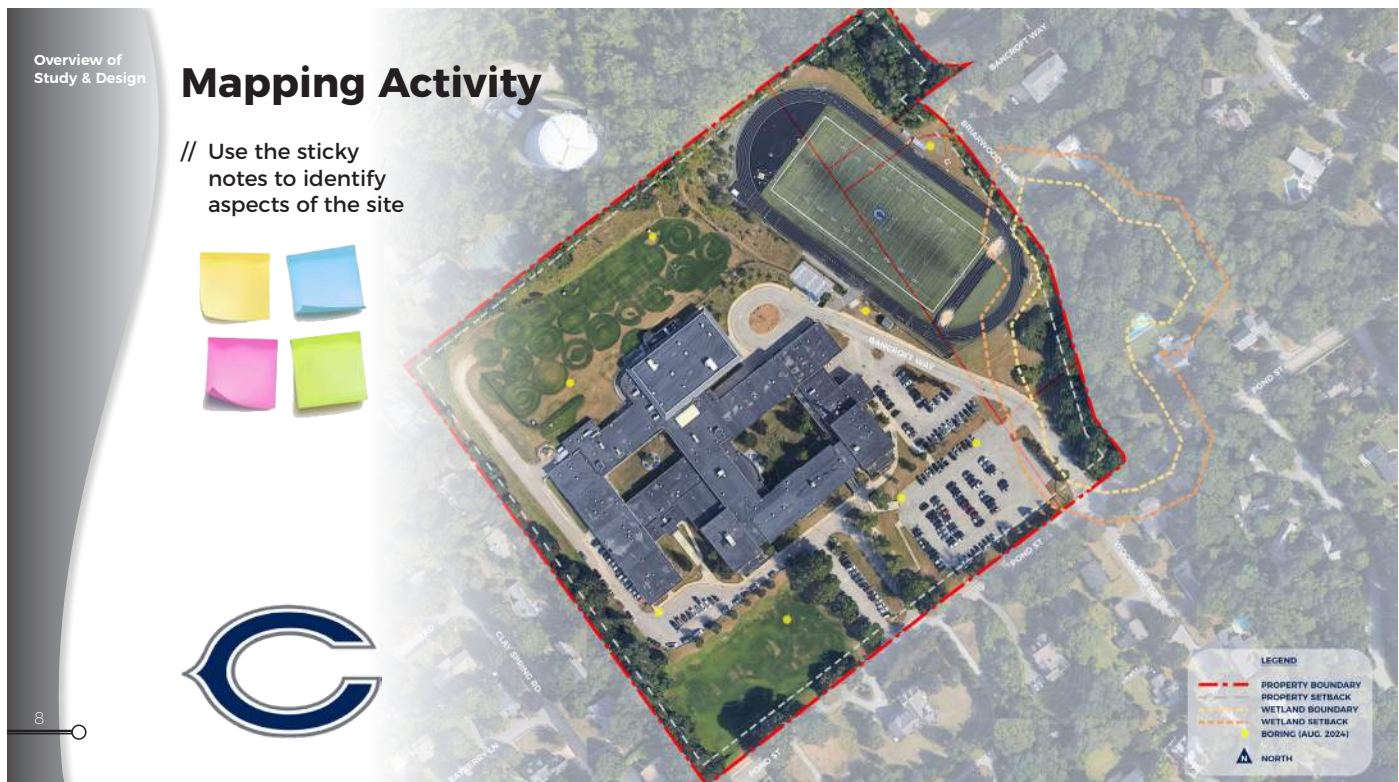 Overview of
Study & Design
Mapping Activity
// Use the sticky
notes to identify
aspects of the site
8
BANCROFT WAY
BRIARWOOD LANE
BANCROFT WAY
POND ST
POND ST
CLAY SPRING RD
POND ST
C
LEGEND
PROPERTY BOUNDARY
PROPERTY SETBACK
WETLAND BOUNDARY
WETLAND SETBACK
BORING (AUG. 2024)
N
NORTH